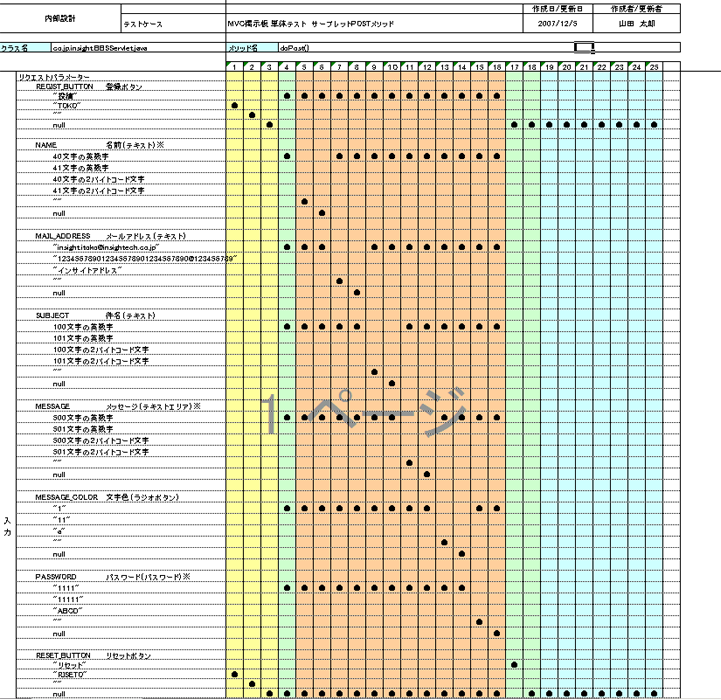 内部設計
テストケース
MVC掲示板 単体テスト サーブレットPOSTメソッド
作成日/更新日
作成者/更新者
2007/12/5
山田 太郎
クラス名
co.jp.insight.BBSServlet.java
メソッド名
doPost()
1 2 3 4 5 6 7 8 9 10 11 12 13 14 15 16 17 18 19 20 21 22 23 24 25
入力
リクエストパラメーター
REGIST_BUTTON 登録ボタン
"投稿"
"TOKO"
""
null
NAME 名前(テキスト)※
40文字の英数字
41文字の英数字
40文字の2バイトコード文字
41文字の2バイトコード文字
""
null
MAIL_ADDRESS メールアドレス(テキスト)
"insight.itaka@insightech.co.jp"
"1234567890123456789012345678901234567890@123456789"
"インサイトアドレス"
""
null
SUBJECT 件名(テキスト)
100文字の英数字
101文字の英数字
100文字の2バイトコード文字
101文字の2バイトコード文字
""
null
MESSAGE メッセージ(テキストエリア)※
500文字の英数字
501文字の英数字
500文字の2バイトコード文字
501文字の2バイトコード文字
""
null
1 ページ
MESSAGE_COLOR 文字色(ラジオボタン)
"1"
"11"
"a"
""
null
PASSWORD パスワード(パスワード)※
"1111"
"11111"
"ABCD"
""
null
RESET_BUTTON リセットボタン
"リセット"
"RISETO"
""
null